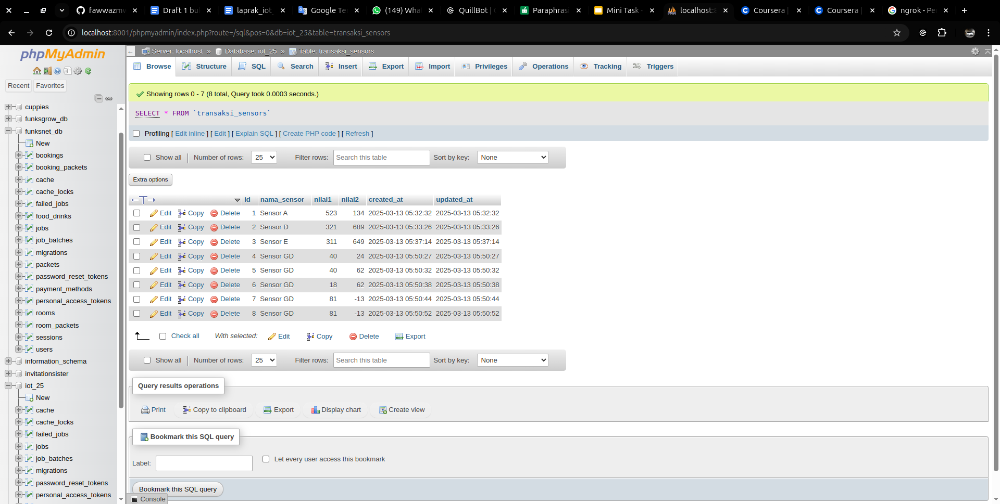 fawwazmv
Draft 1 bu
laprak_iot_
Google Te
(149) Wha
QuillBot |
Paraphrasi
Mini Task -
localhost:8
Coursera |
Coursera |
ngrok - Pe
localhost:8001/phpmyadmin/index.php?route=/sql&pos=0&db=iot_25&table=transaksi_sensors
phpMyAdmin
Recent Favorites
cuppies
funksgrow_db
funksnet_db
New
bookings
booking_packets
cache
cache_locks
failed_jobs
food_drinks
jobs
job_batches
migrations
packets
password_reset_tokens
payment_methods
personal_access_tokens
rooms
room_packets
sessions
users
information_schema
invitationsister
iot_25
New
cache
cache_locks
failed_jobs
jobs
job_batches
migrations
password_reset_tokens
personal_access_tokens
Server: localhost » Database: iot_25 » Table: transaksi_sensors
Browse Structure SQL Search Insert Export Import Privileges Operations Tracking Triggers
Showing rows 0 - 7 (8 total, Query took 0.0003 seconds.)
SELECT * FROM `transaksi_sensors`
Profiling [ Edit inline ] [ Edit ] [ Explain SQL ] [ Create PHP code ] [ Refresh ]
Show all Number of rows: 25 Filter rows: Search this table Sort by key: None
Extra options
id nama_sensor nilai1 nilai2 created_at updated_at
Edit Copy Delete 1 Sensor A 523 134 2025-03-13 05:32:32 2025-03-13 05:32:32
Edit Copy Delete 2 Sensor D 321 689 2025-03-13 05:33:26 2025-03-13 05:33:26
Edit Copy Delete 3 Sensor E 311 649 2025-03-13 05:37:14 2025-03-13 05:37:14
Edit Copy Delete 4 Sensor GD 40 24 2025-03-13 05:50:27 2025-03-13 05:50:27
Edit Copy Delete 5 Sensor GD 40 62 2025-03-13 05:50:32 2025-03-13 05:50:32
Edit Copy Delete 6 Sensor GD 18 62 2025-03-13 05:50:38 2025-03-13 05:50:38
Edit Copy Delete 7 Sensor GD 81 -13 2025-03-13 05:50:44 2025-03-13 05:50:44
Edit Copy Delete 8 Sensor GD 81 -13 2025-03-13 05:50:52 2025-03-13 05:50:52
Check all With selected: Edit Copy Delete Export
Show all Number of rows: 25 Filter rows: Search this table Sort by key: None
Query results operations
Print Copy to clipboard Export Display chart Create view
Bookmark this SQL query
Label: Let every user access this bookmark
Bookmark this SQL query
Console